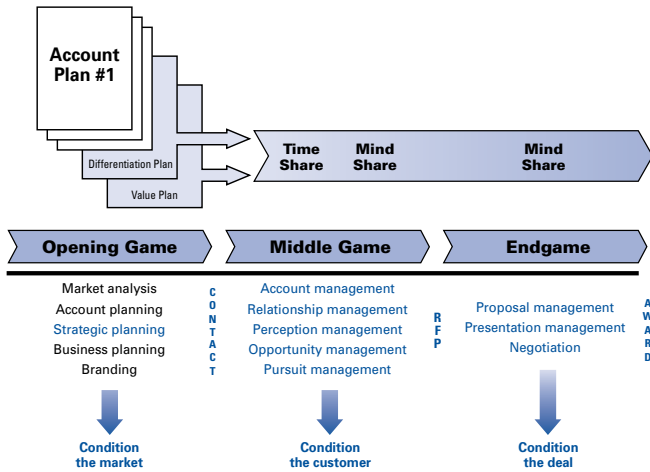 Account
Plan #1
Differentiation Plan
Value Plan
Time
Share
Mind
Share
Mind
Share
Opening Game
Middle Game
Endgame
Market analysis
Account planning
Strategic planning
Business planning
Branding
CONTACT
Account management
Relationship management
Perception management
Opportunity management
Pursuit management
RFP
Proposal management
Presentation management
Negotiation
AWARD
Condition
the market
Condition
the customer
Condition
the deal